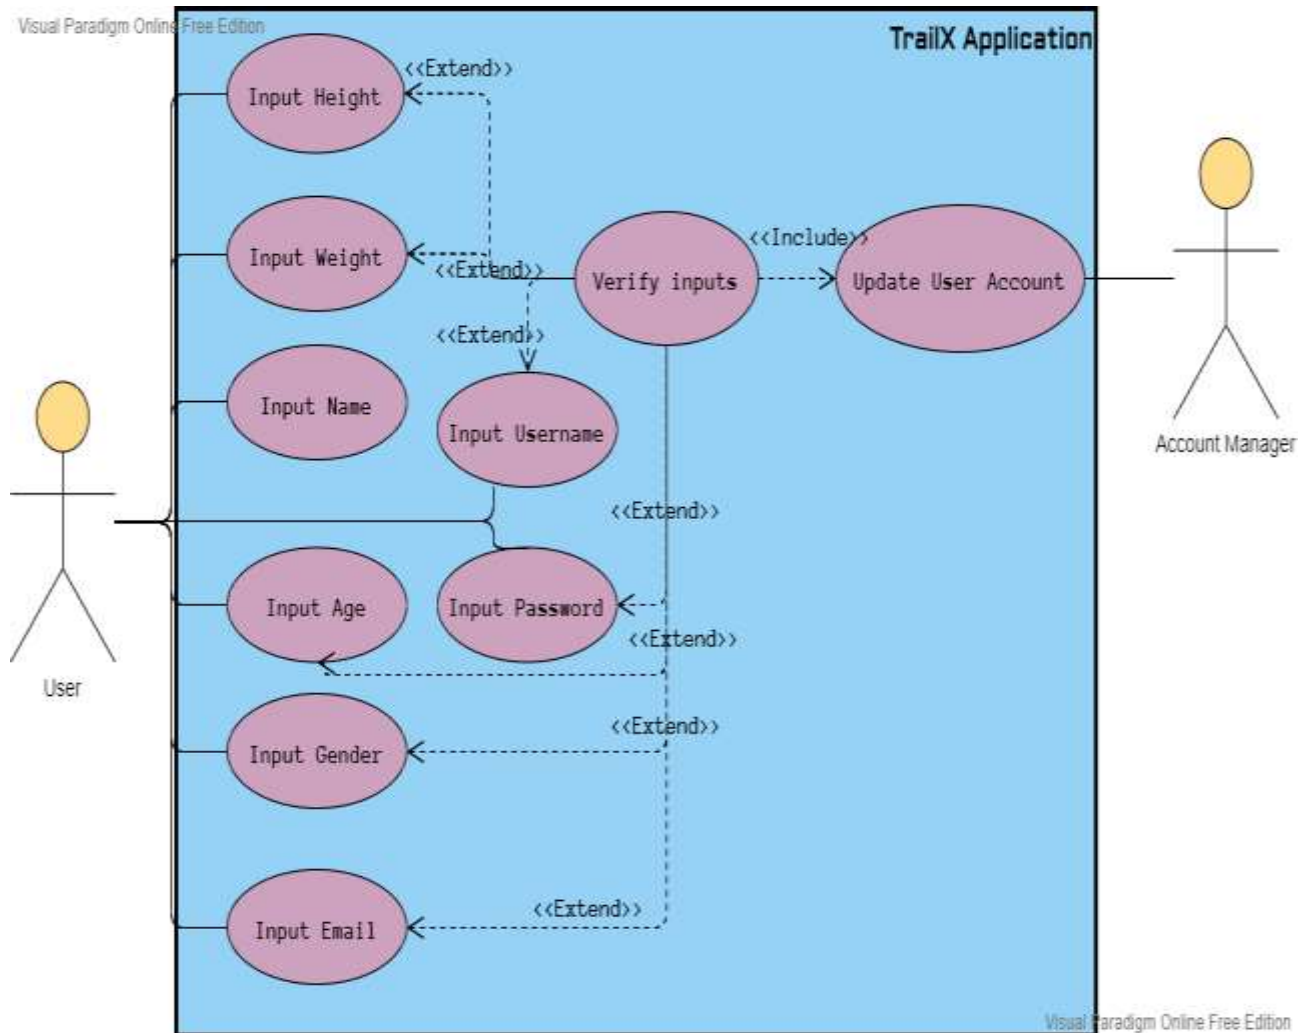 Visual Paradigm Online Free Edition
TrailX Application
<<Extend>>
Input Height
<<Include>>
Input Weight
<<Extend>>
Verify inputs
Update User Account
<<Extend>>
Input Name
Input Username
Account Manager
<<Extend>>
Input Age
Input Password
<<Extend>>
User
<<Extend>>
Input Gender
<<Extend>>
Input Email
Visual Paradigm Online Free Edition